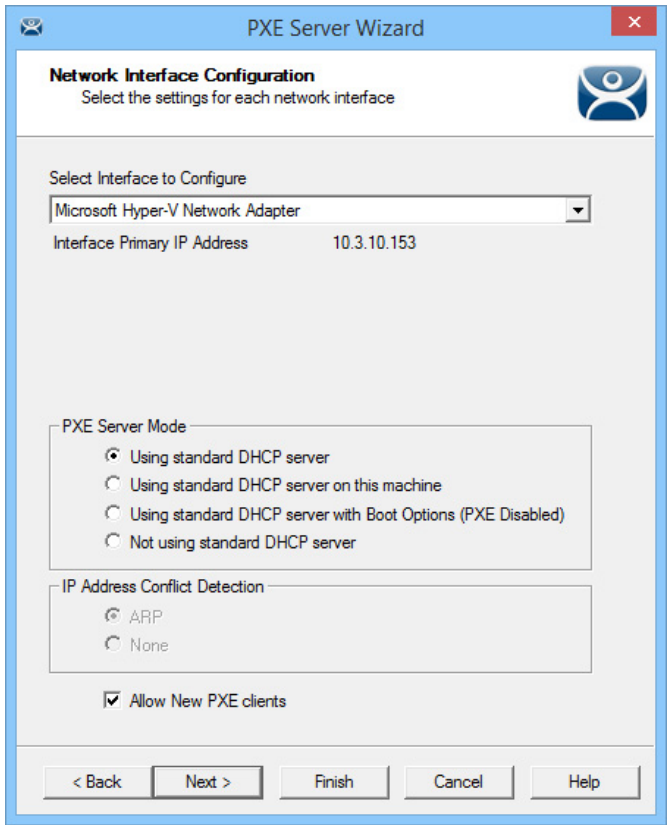 PXE Server Wizard
Network Interface Configuration
Select the settings for each network interface
Select Interface to Configure
Microsoft Hyper-V Network Adapter
Interface Primary IP Address 10.3.10.153
PXE Server Mode
Using standard DHCP server
Using standard DHCP server on this machine
Using standard DHCP server with Boot Options (PXE Disabled)
Not using standard DHCP server
IP Address Conflict Detection
ARP
None
Allow New PXE clients
< Back Next > Finish Cancel Help